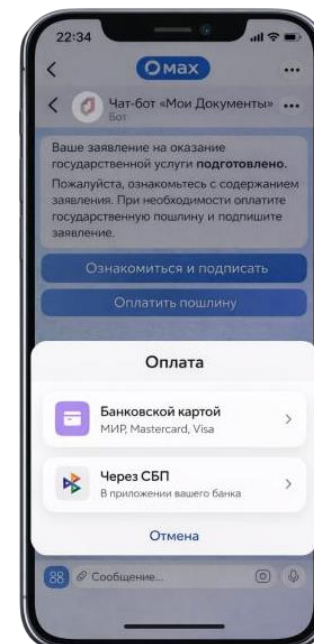 22:34
max
Чат-бот «Мои Документы»
Бот
Ваше заявление на оказание
государственной услуги подготовлено.
Пожалуйста, ознакомьтесь с содержанием
заявления. При необходимости оплатите
государственную пошлину и подпишите
заявление.
Ознакомиться и подписать
Оплатить пошлину
Оплата
Банковской картой
МИР, Mastercard, Visa
Через СБП
В приложении вашего банка
Отмена
Сообщение...